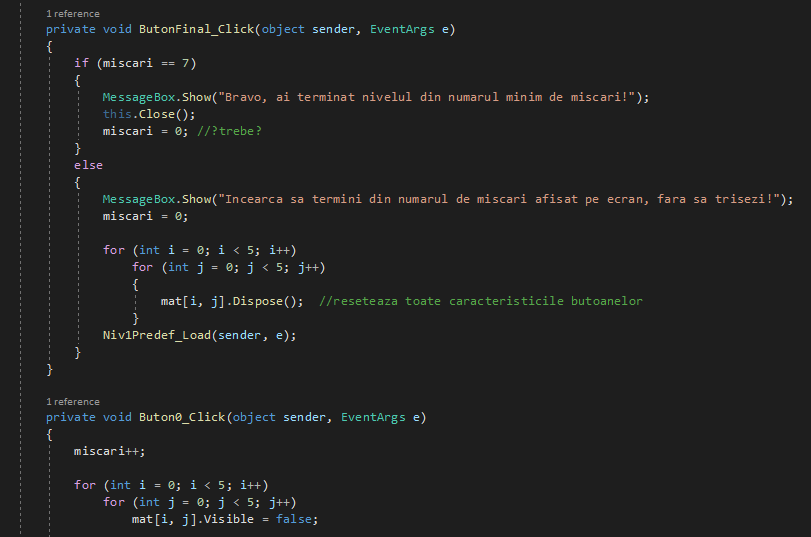 1 reference
private void ButonFinal_Click(object sender, EventArgs e)
{
if (miscari == 7)
{
MessageBox.Show("Bravo, ai terminat nivelul din numarul minim de miscari!");
this.Close();
miscari = 0; //?trebe?
}
else
{
MessageBox.Show("Incearca sa termini din numarul de miscari afisat pe ecran, fara sa trisezi!");
miscari = 0;
for (int i = 0; i < 5; i++)
for (int j = 0; j < 5; j++)
{
mat[i, j].Dispose(); //reseteaza toate caracteristicile butoanelor
}
Niv1Predef_Load(sender, e);
}
}
1 reference
private void Buton0_Click(object sender, EventArgs e)
{
miscari++;
for (int i = 0; i < 5; i++)
for (int j = 0; j < 5; j++)
mat[i, j].Visible = false;